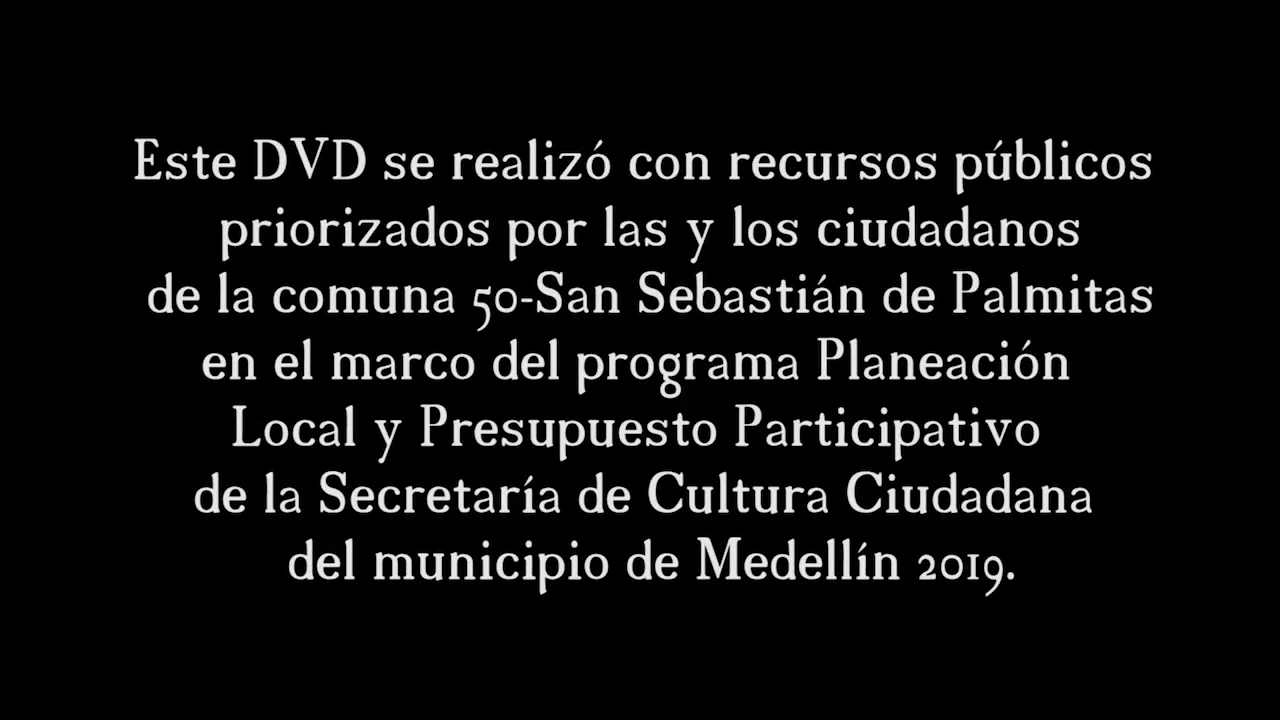 Este DVD se realizó con recursos públicos
priorizados por las y los ciudadanos
de la comuna 50-San Sebastián de Palmitas
en el marco del programa Planeación
Local y Presupuesto Participativo
de la Secretaría de Cultura Ciudadana
del municipio de Medellín 2019.